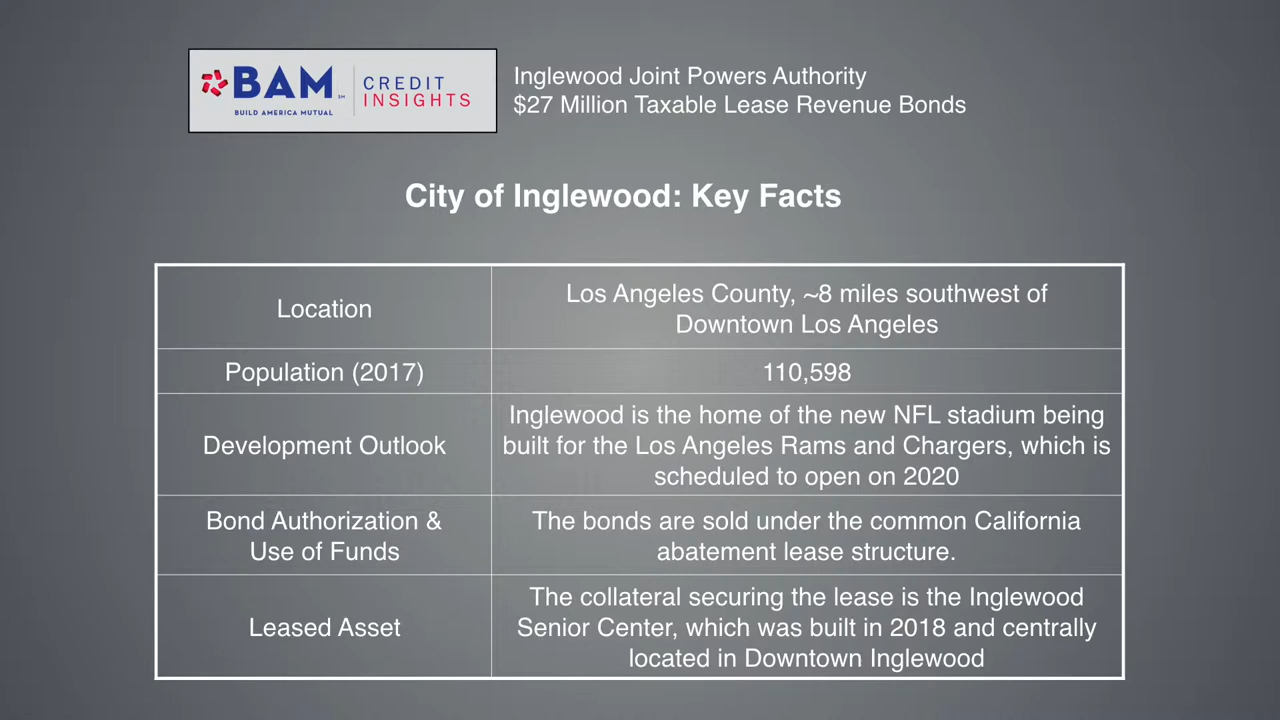 BAM SM
BUILD AMERICA MUTUAL
CREDIT
INSIGHTS
Inglewood Joint Powers Authority
$27 Million Taxable Lease Revenue Bonds
City of Inglewood: Key Facts
Location
Los Angeles County, ~8 miles southwest of
Downtown Los Angeles
Population (2017)
110,598
Development Outlook
Inglewood is the home of the new NFL stadium being
built for the Los Angeles Rams and Chargers, which is
scheduled to open on 2020
Bond Authorization &
Use of Funds
The bonds are sold under the common California
abatement lease structure.
Leased Asset
The collateral securing the lease is the Inglewood
Senior Center, which was built in 2018 and centrally
located in Downtown Inglewood